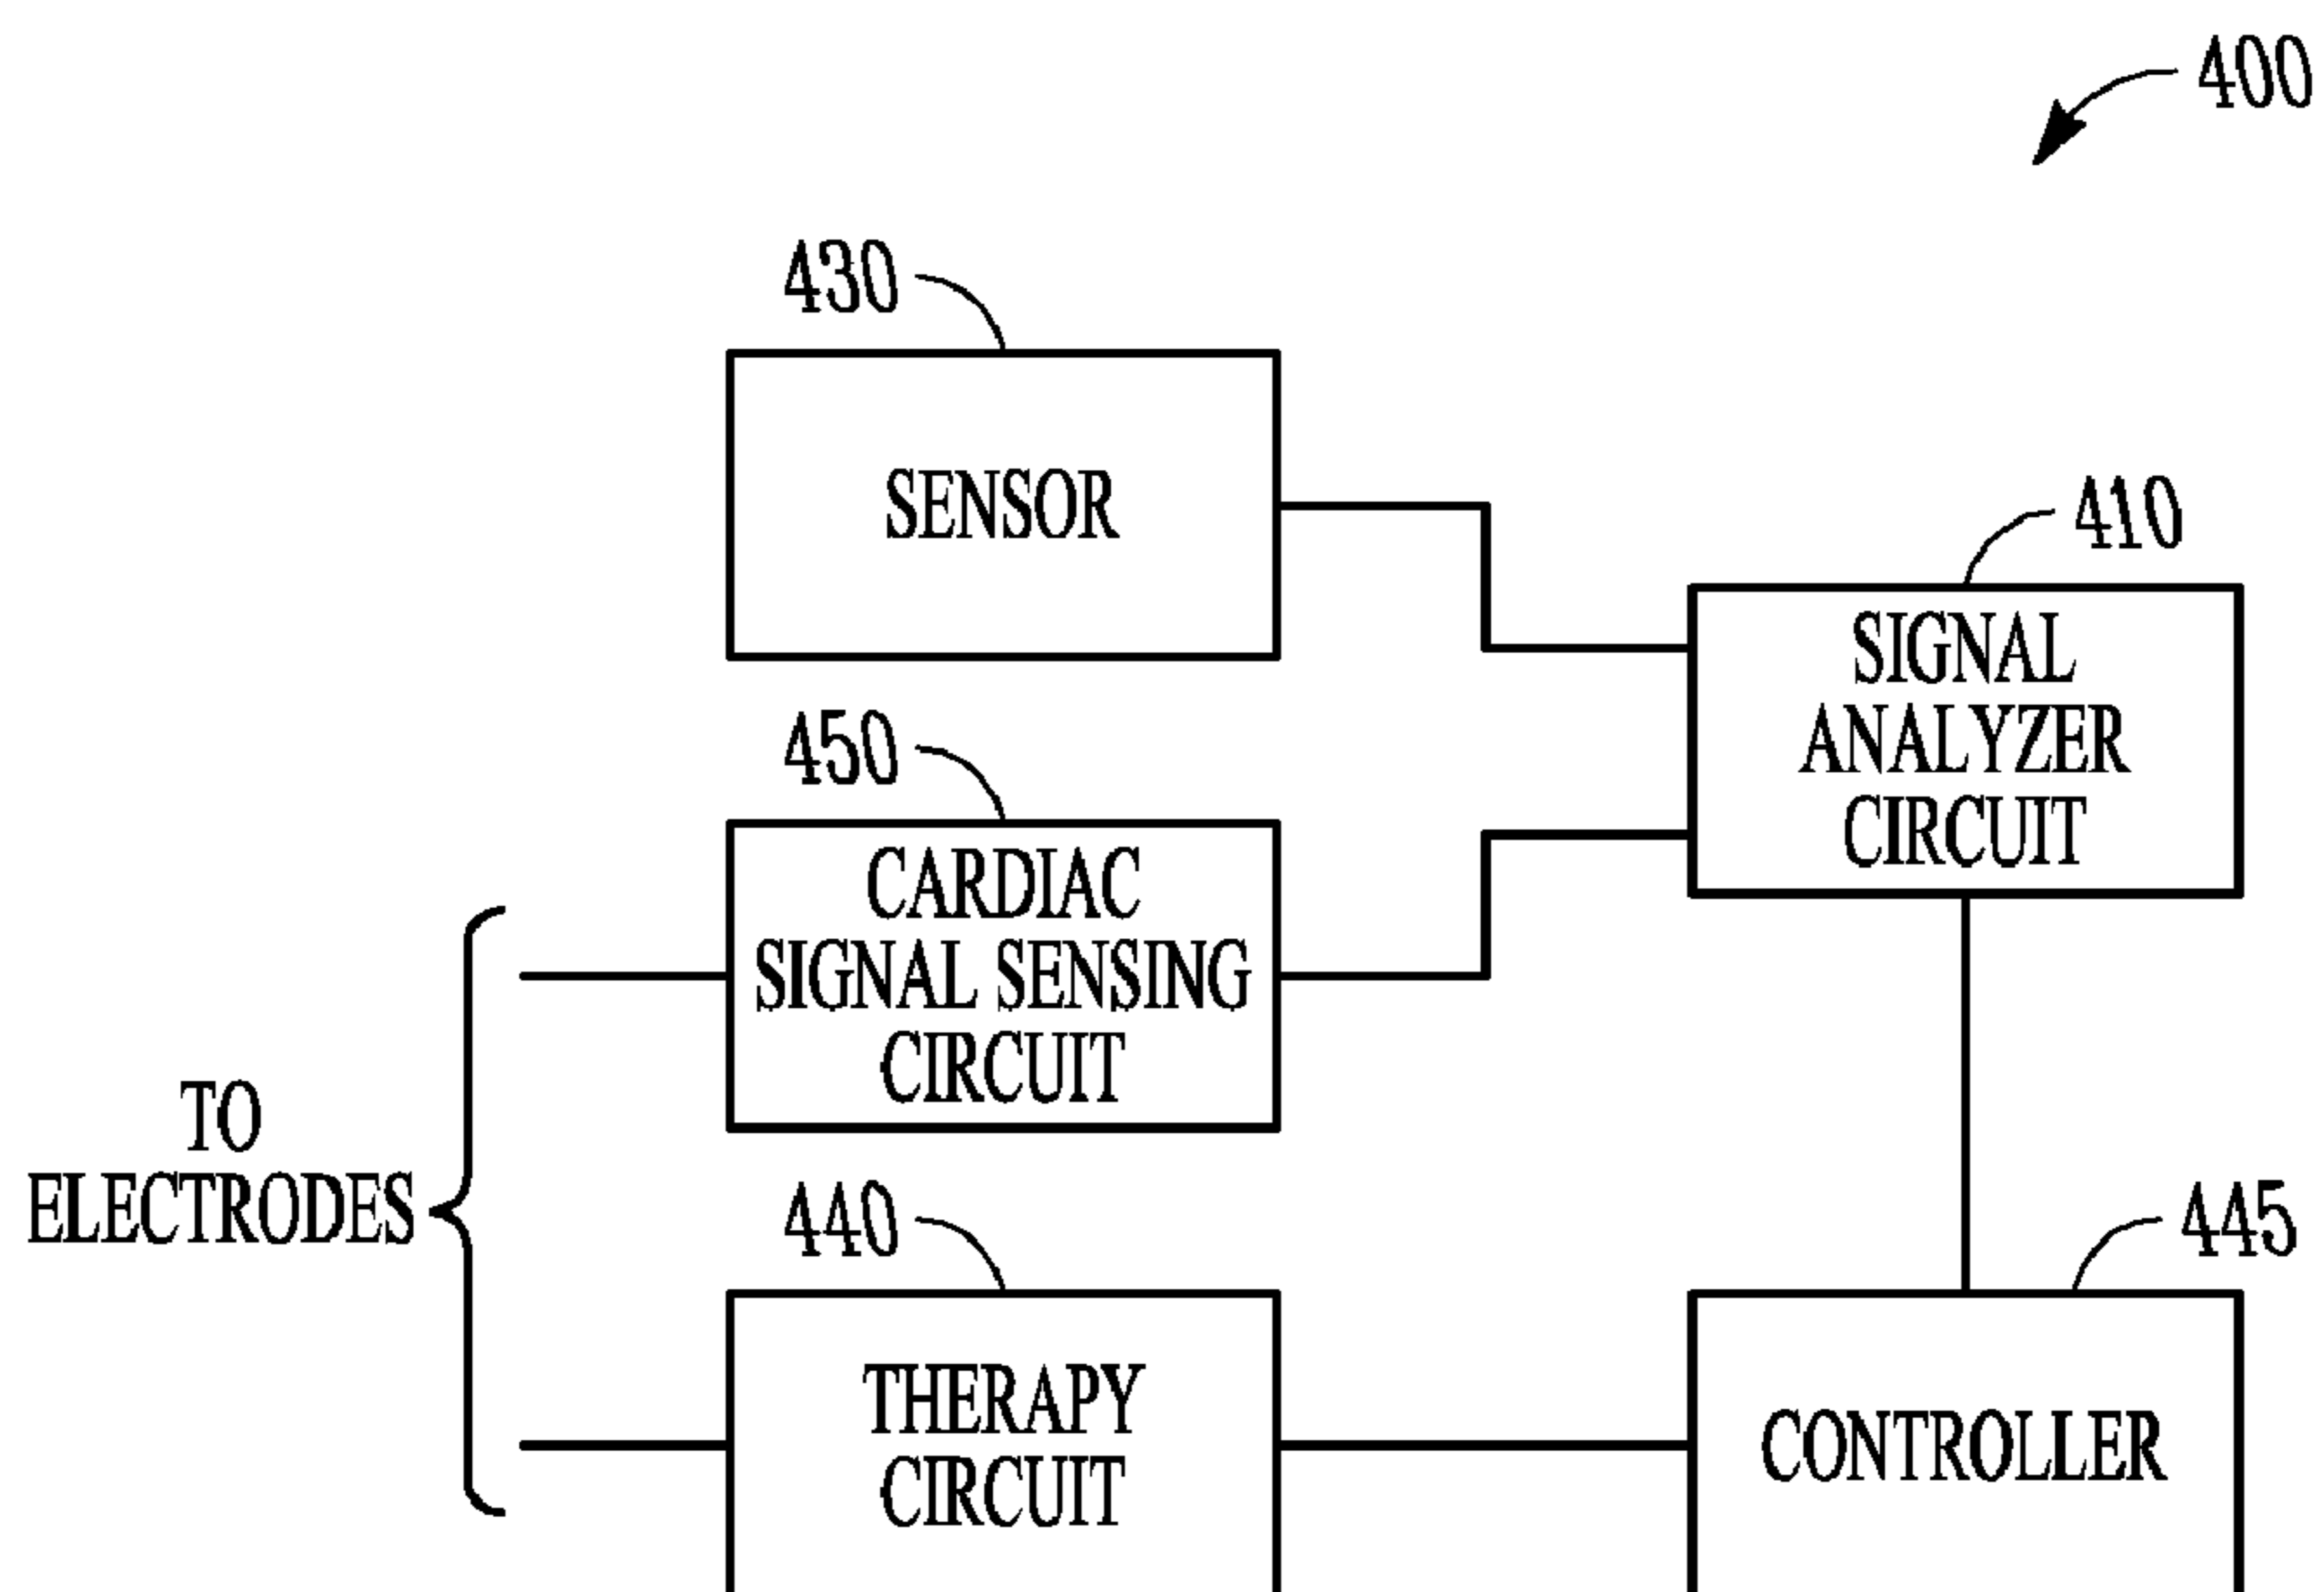 400
430
SENSOR
410
SIGNAL
ANALYZER
CIRCUIT
450
CARDIAC
SIGNAL SENSING
CIRCUIT
TO
ELECTRODES
440
THERAPY
CIRCUIT
445
CONTROLLER